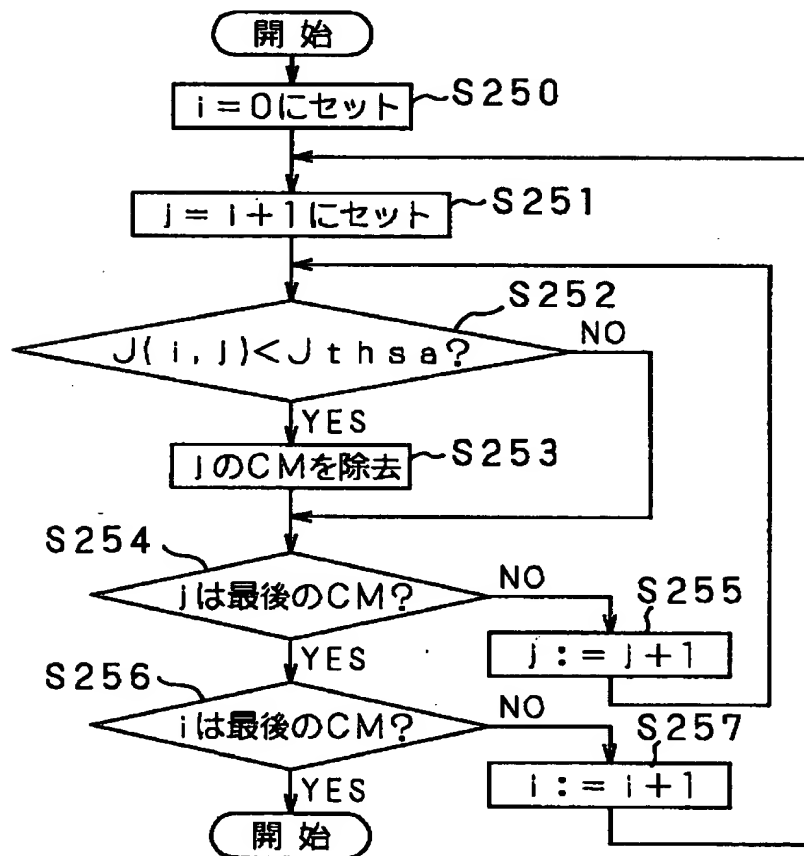 開始
i=0にセット
S250
j=i+1にセット
S251
S252
J(i,j)<Jthsa?
NO
YES
jのCMを除去
S253
S254
jは最後のCM?
NO
S255
j:=j+1
YES
S256
iは最後のCM?
NO
S257
i:=i+1
YES
開始